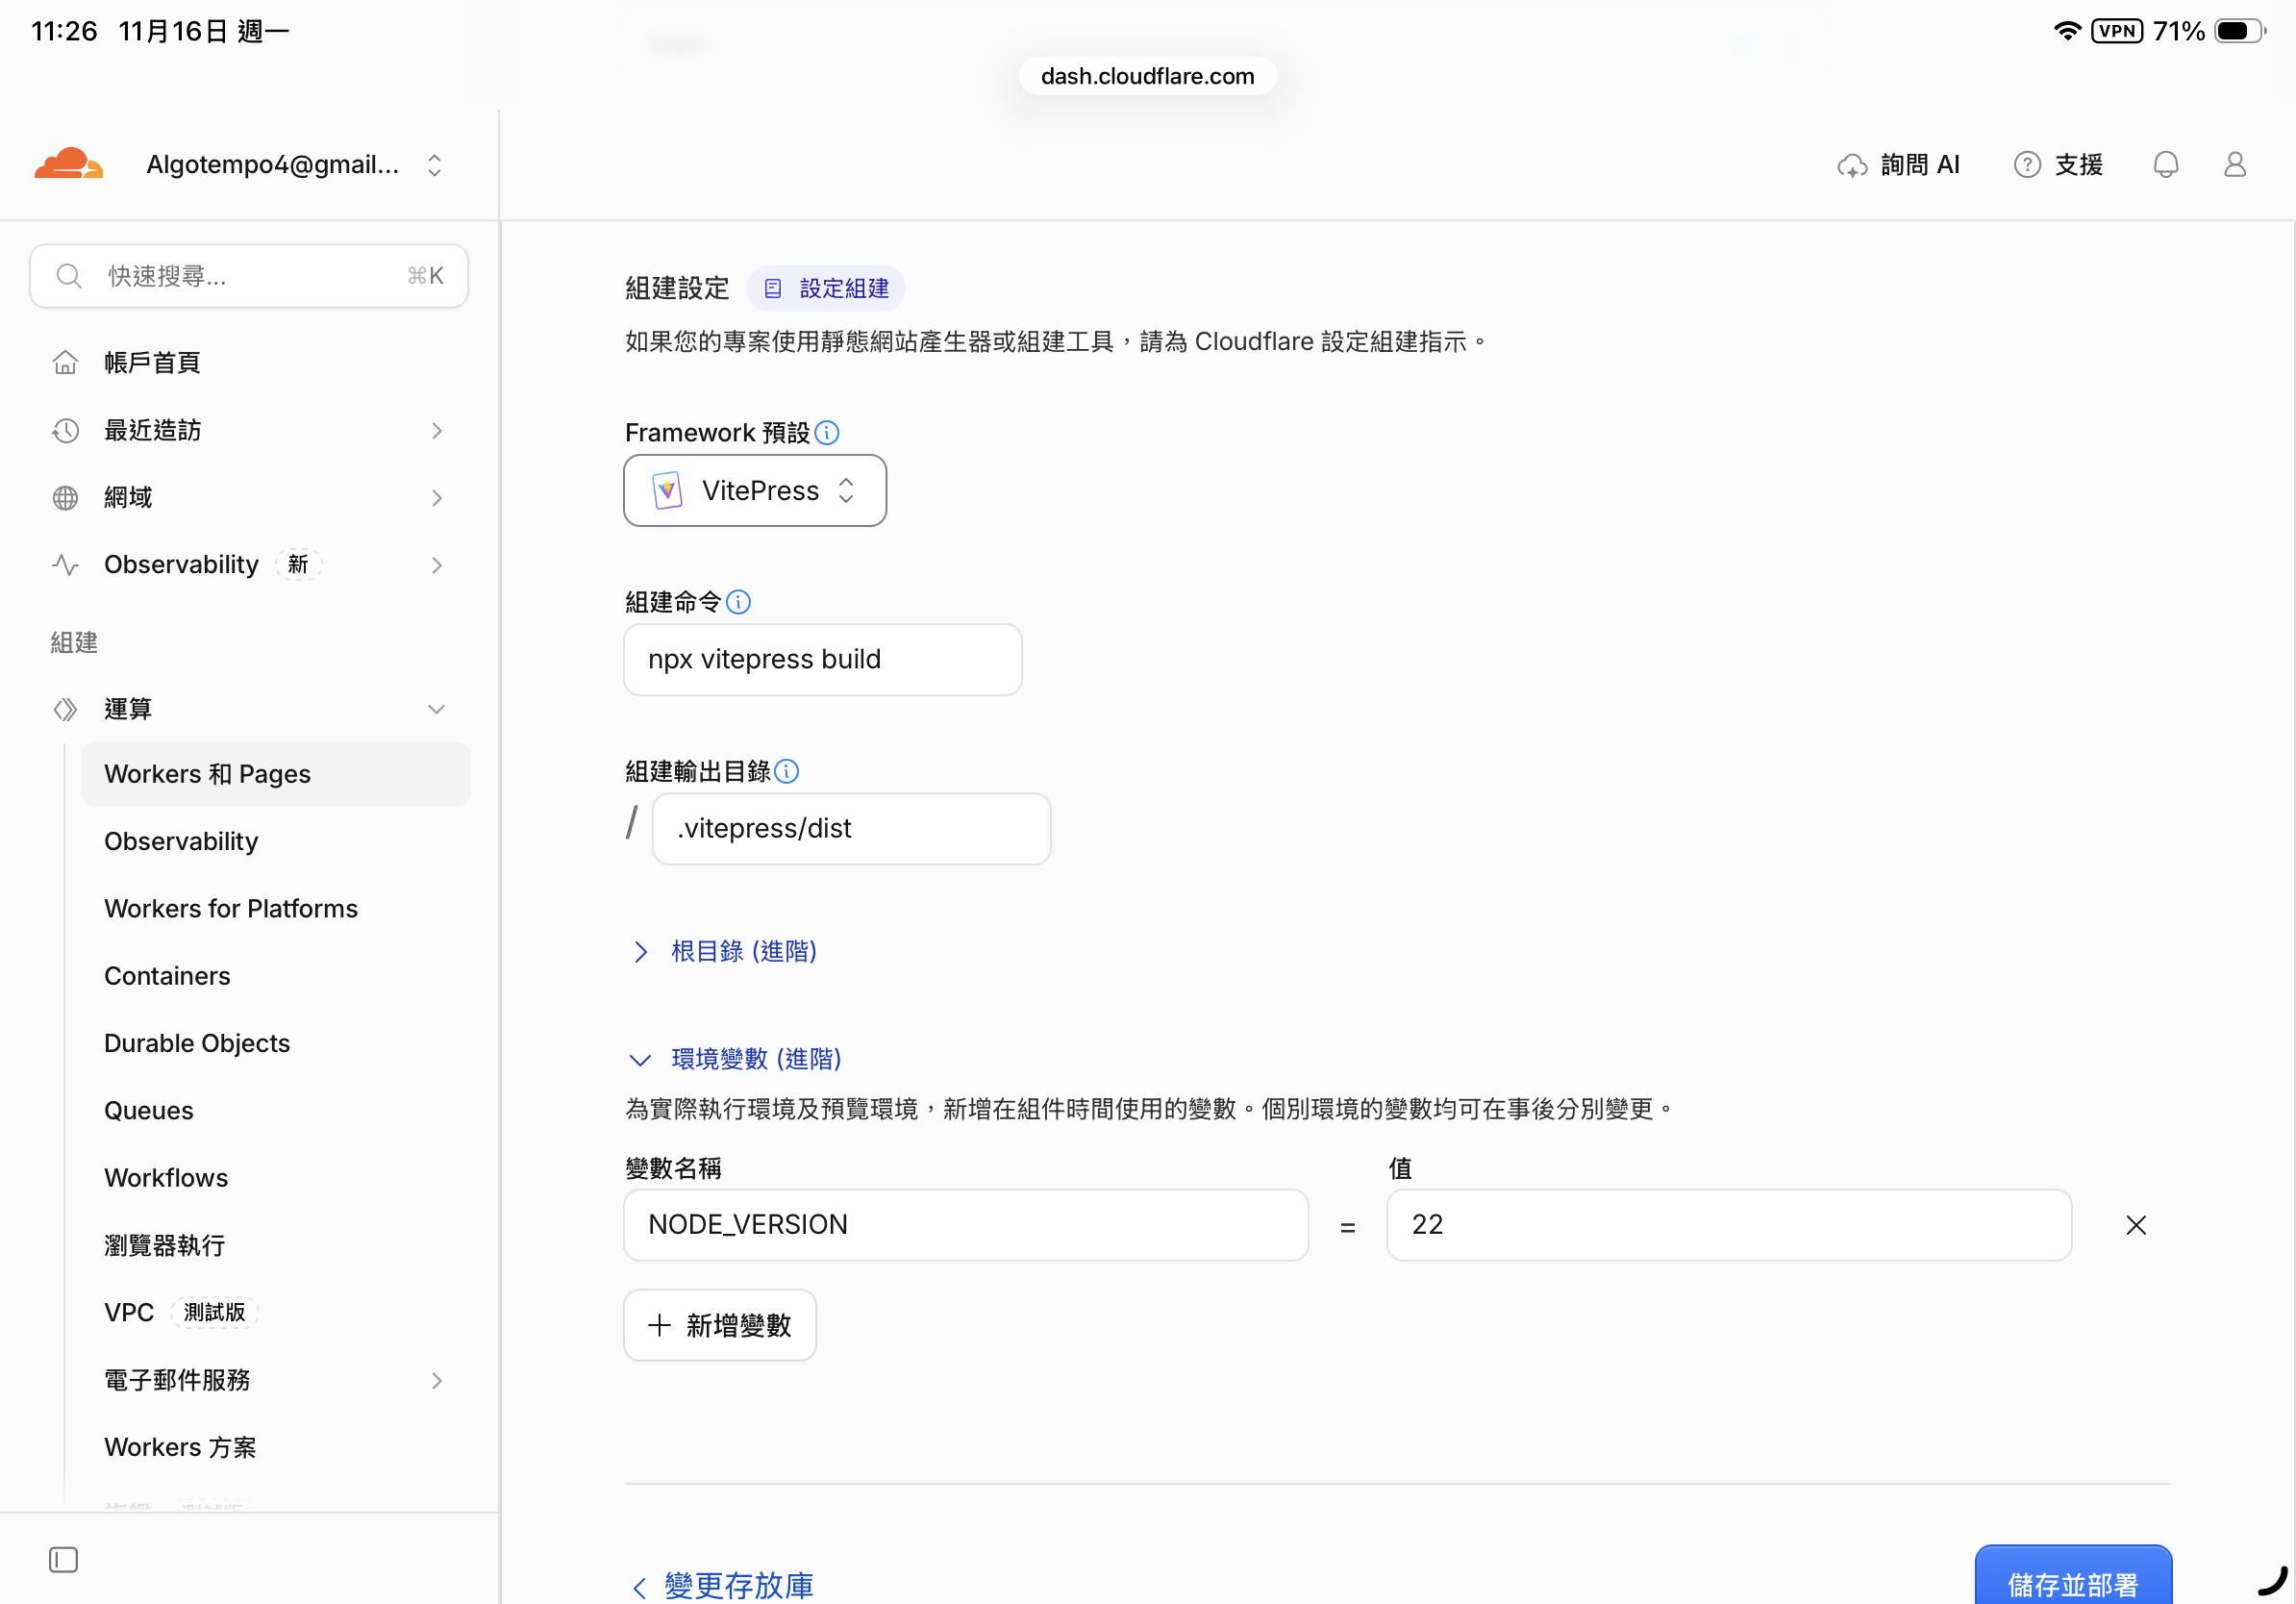 11:26 11月16日 週一
VPN 71%
dash.cloudflare.com
Algotempo4@gmail...
詢問 AI
支援
快速搜尋... ⌘K
帳戶首頁
最近造訪
網域
Observability 新
組建
運算
Workers 和 Pages
Observability
Workers for Platforms
Containers
Durable Objects
Queues
Workflows
瀏覽器執行
VPC 測試版
電子郵件服務
Workers 方案
組建設定 設定組建
如果您的專案使用靜態網站產生器或組建工具，請為 Cloudflare 設定組建指示。
Framework 預設
VitePress
組建命令
npx vitepress build
組建輸出目錄
/ .vitepress/dist
根目錄 (進階)
環境變數 (進階)
為實際執行環境及預覽環境，新增在組件時間使用的變數。個別環境的變數均可在事後分別變更。
變數名稱 值
NODE_VERSION = 22
新增變數
變更存放庫
儲存並部署